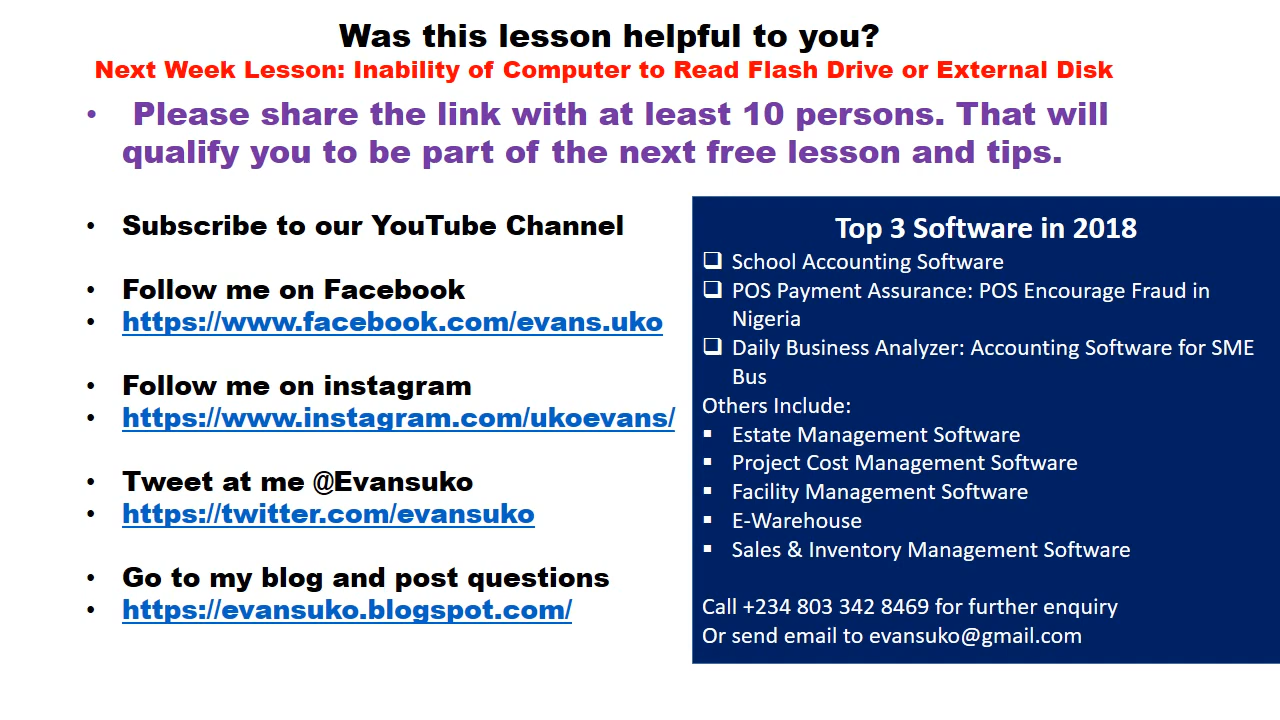 Was this lesson helpful to you?
Next Week Lesson: Inability of Computer to Read Flash Drive or External Disk
• Please share the link with at least 10 persons. That will
qualify you to be part of the next free lesson and tips.
• Subscribe to our YouTube Channel
• Follow me on Facebook
• https://www.facebook.com/evans.uko
• Follow me on instagram
• https://www.instagram.com/ukoevans/
• Tweet at me @Evansuko
• https://twitter.com/evansuko
• Go to my blog and post questions
• https://evansuko.blogspot.com/
Top 3 Software in 2018
❑ School Accounting Software
❑ POS Payment Assurance: POS Encourage Fraud in
Nigeria
❑ Daily Business Analyzer: Accounting Software for SME
Bus
Others Include:
▪ Estate Management Software
▪ Project Cost Management Software
▪ Facility Management Software
▪ E-Warehouse
▪ Sales & Inventory Management Software
Call +234 803 342 8469 for further enquiry
Or send email to evansuko@gmail.com